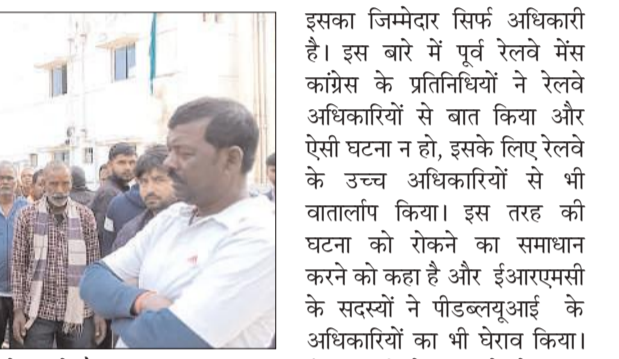 इसका जिम्मेदार सिर्फ अधिकारी
है। इस बारे में पूर्व रेलवे मेंस
कांग्रेस के प्रतिनिधियों ने रेलवे
अधिकारियों से बात किया और
ऐसी घटना न हो, इसके लिए रेलवे
के उच्च अधिकारियों से भी
वातार्लाप किया। इस तरह की
घटना को रोकने का समाधान
करने को कहा है और ईआरएमसी
के सदस्यों ने पीडब्लयूआई के
अधिकारियों का भी घेराव किया।